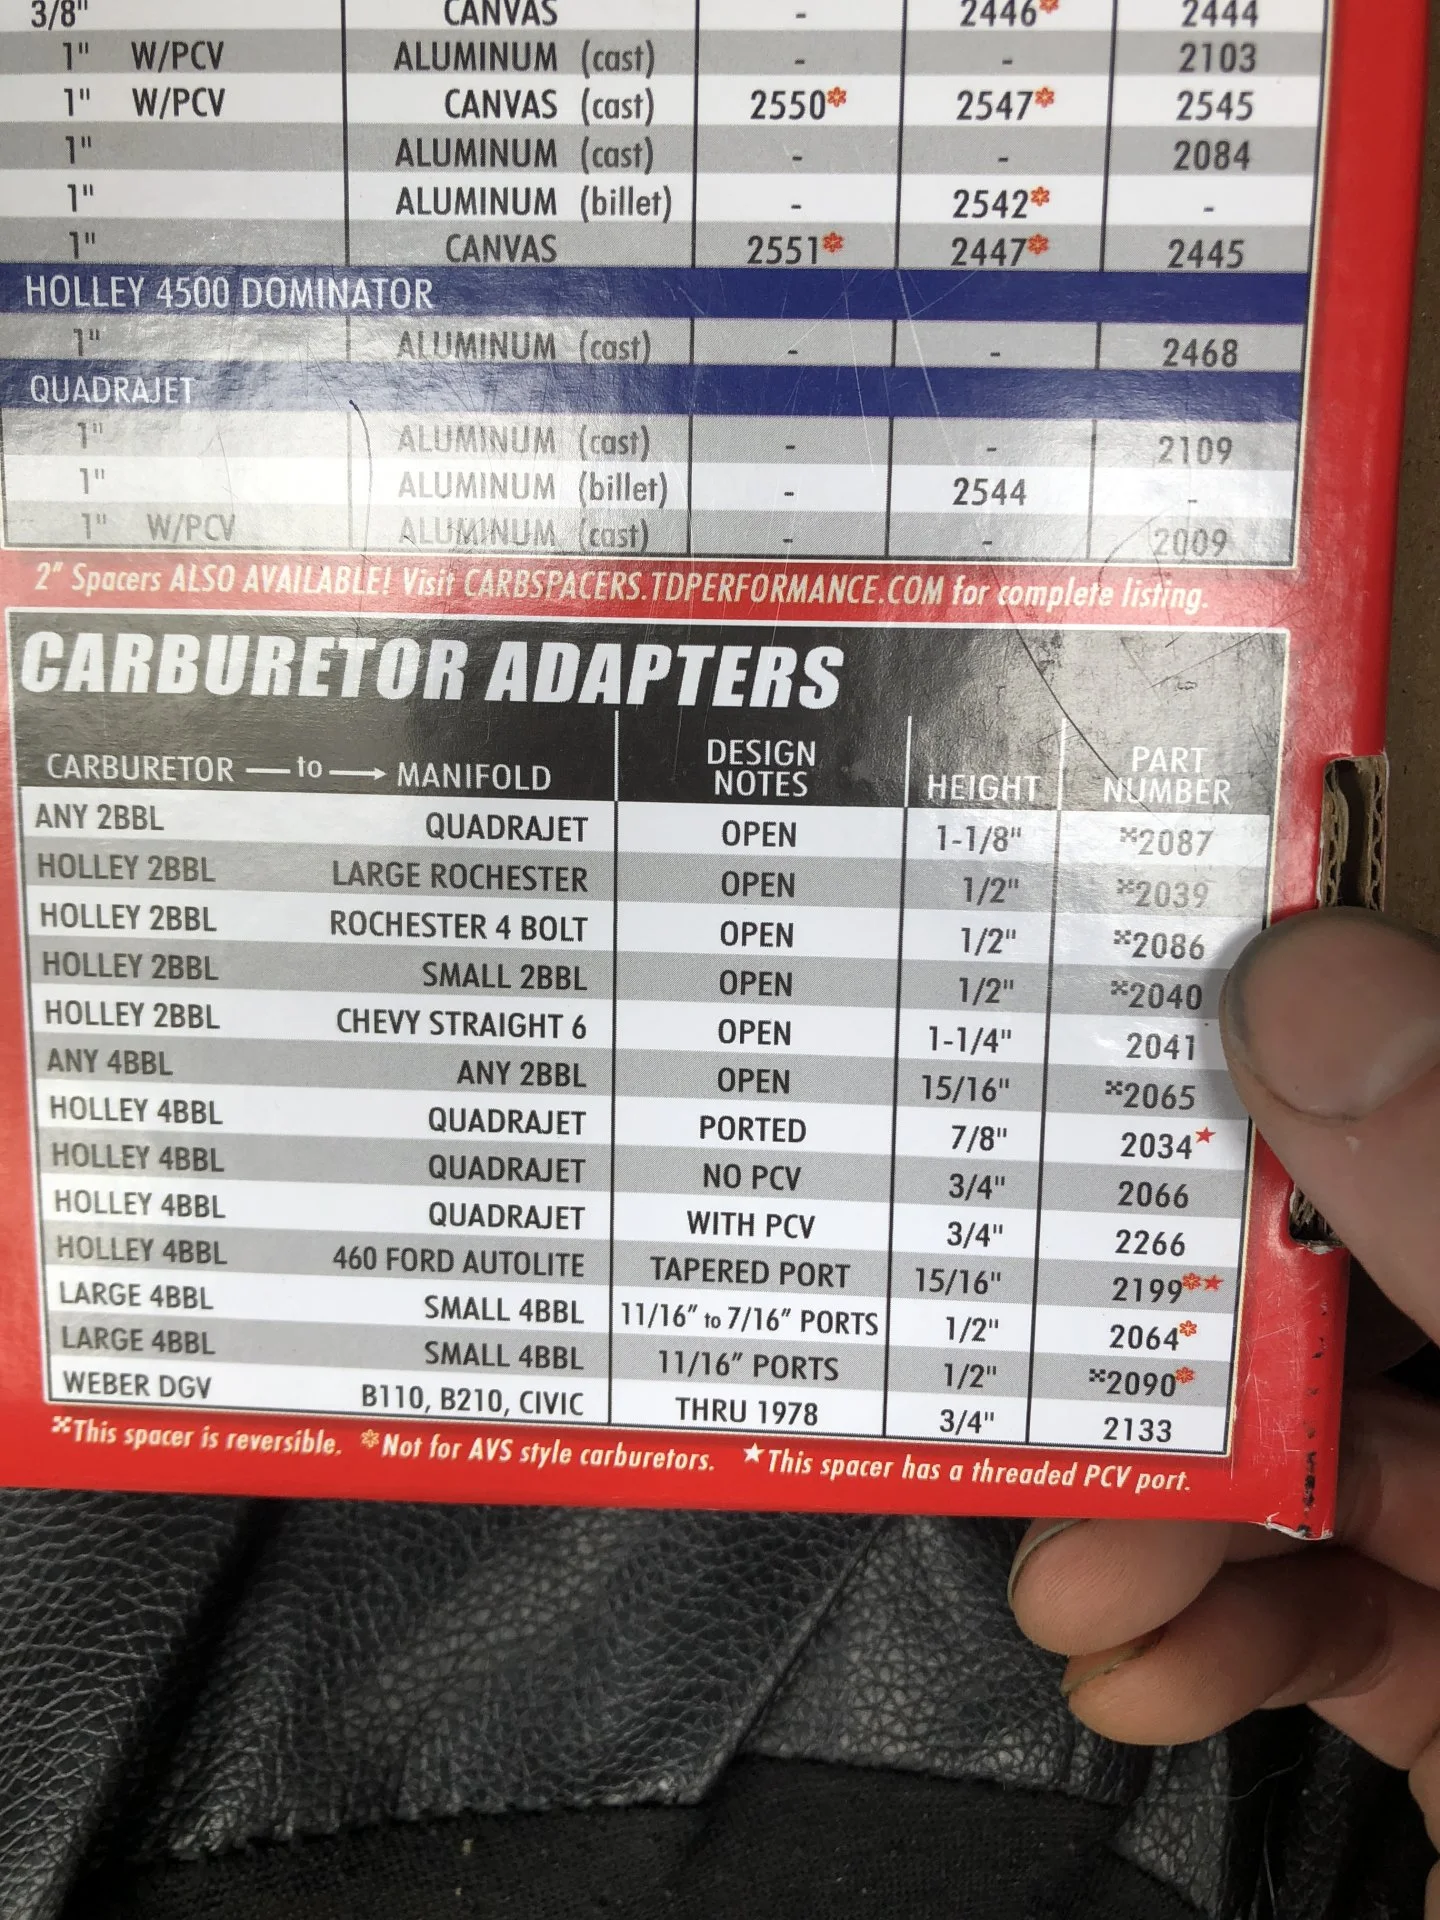 3/8" CANVAS - 2446✽ 2444
1" W/PCV ALUMINUM (cast) - - 2103
1" W/PCV CANVAS (cast) 2550✽ 2547✽ 2545
1" ALUMINUM (cast) - - 2084
1" ALUMINUM (billet) - 2542✽ -
1" CANVAS 2551✽ 2447✽ 2445
HOLLEY 4500 DOMINATOR
1" ALUMINUM (cast) - - 2468
QUADRAJET
1" ALUMINUM (cast) - - 2109
1" ALUMINUM (billet) - 2544 -
1" W/PCV ALUMINUM (cast) - - 2009
2" Spacers ALSO AVAILABLE! Visit CARBSPACERS.TDPERFORMANCE.COM for complete listing.
CARBURETOR ADAPTERS
CARBURETOR —to→ MANIFOLD DESIGN NOTES HEIGHT PART NUMBER
ANY 2BBL QUADRAJET OPEN 1-1/8" ※2087
HOLLEY 2BBL LARGE ROCHESTER OPEN 1/2" ※2039
HOLLEY 2BBL ROCHESTER 4 BOLT OPEN 1/2" ※2086
HOLLEY 2BBL SMALL 2BBL OPEN 1/2" ※2040
HOLLEY 2BBL CHEVY STRAIGHT 6 OPEN 1-1/4" 2041
ANY 4BBL ANY 2BBL OPEN 15/16" ※2065
HOLLEY 4BBL QUADRAJET PORTED 7/8" 2034★
HOLLEY 4BBL QUADRAJET NO PCV 3/4" 2066
HOLLEY 4BBL QUADRAJET WITH PCV 3/4" 2266
HOLLEY 4BBL 460 FORD AUTOLITE TAPERED PORT 15/16" 2199✽★
LARGE 4BBL SMALL 4BBL 11/16" to 7/16" PORTS 1/2" 2064✽
LARGE 4BBL SMALL 4BBL 11/16" PORTS 1/2" ※2090✽
WEBER DGV B110, B210, CIVIC THRU 1978 3/4" 2133
※This spacer is reversible. ✽Not for AVS style carburetors. ★This spacer has a threaded PCV port.